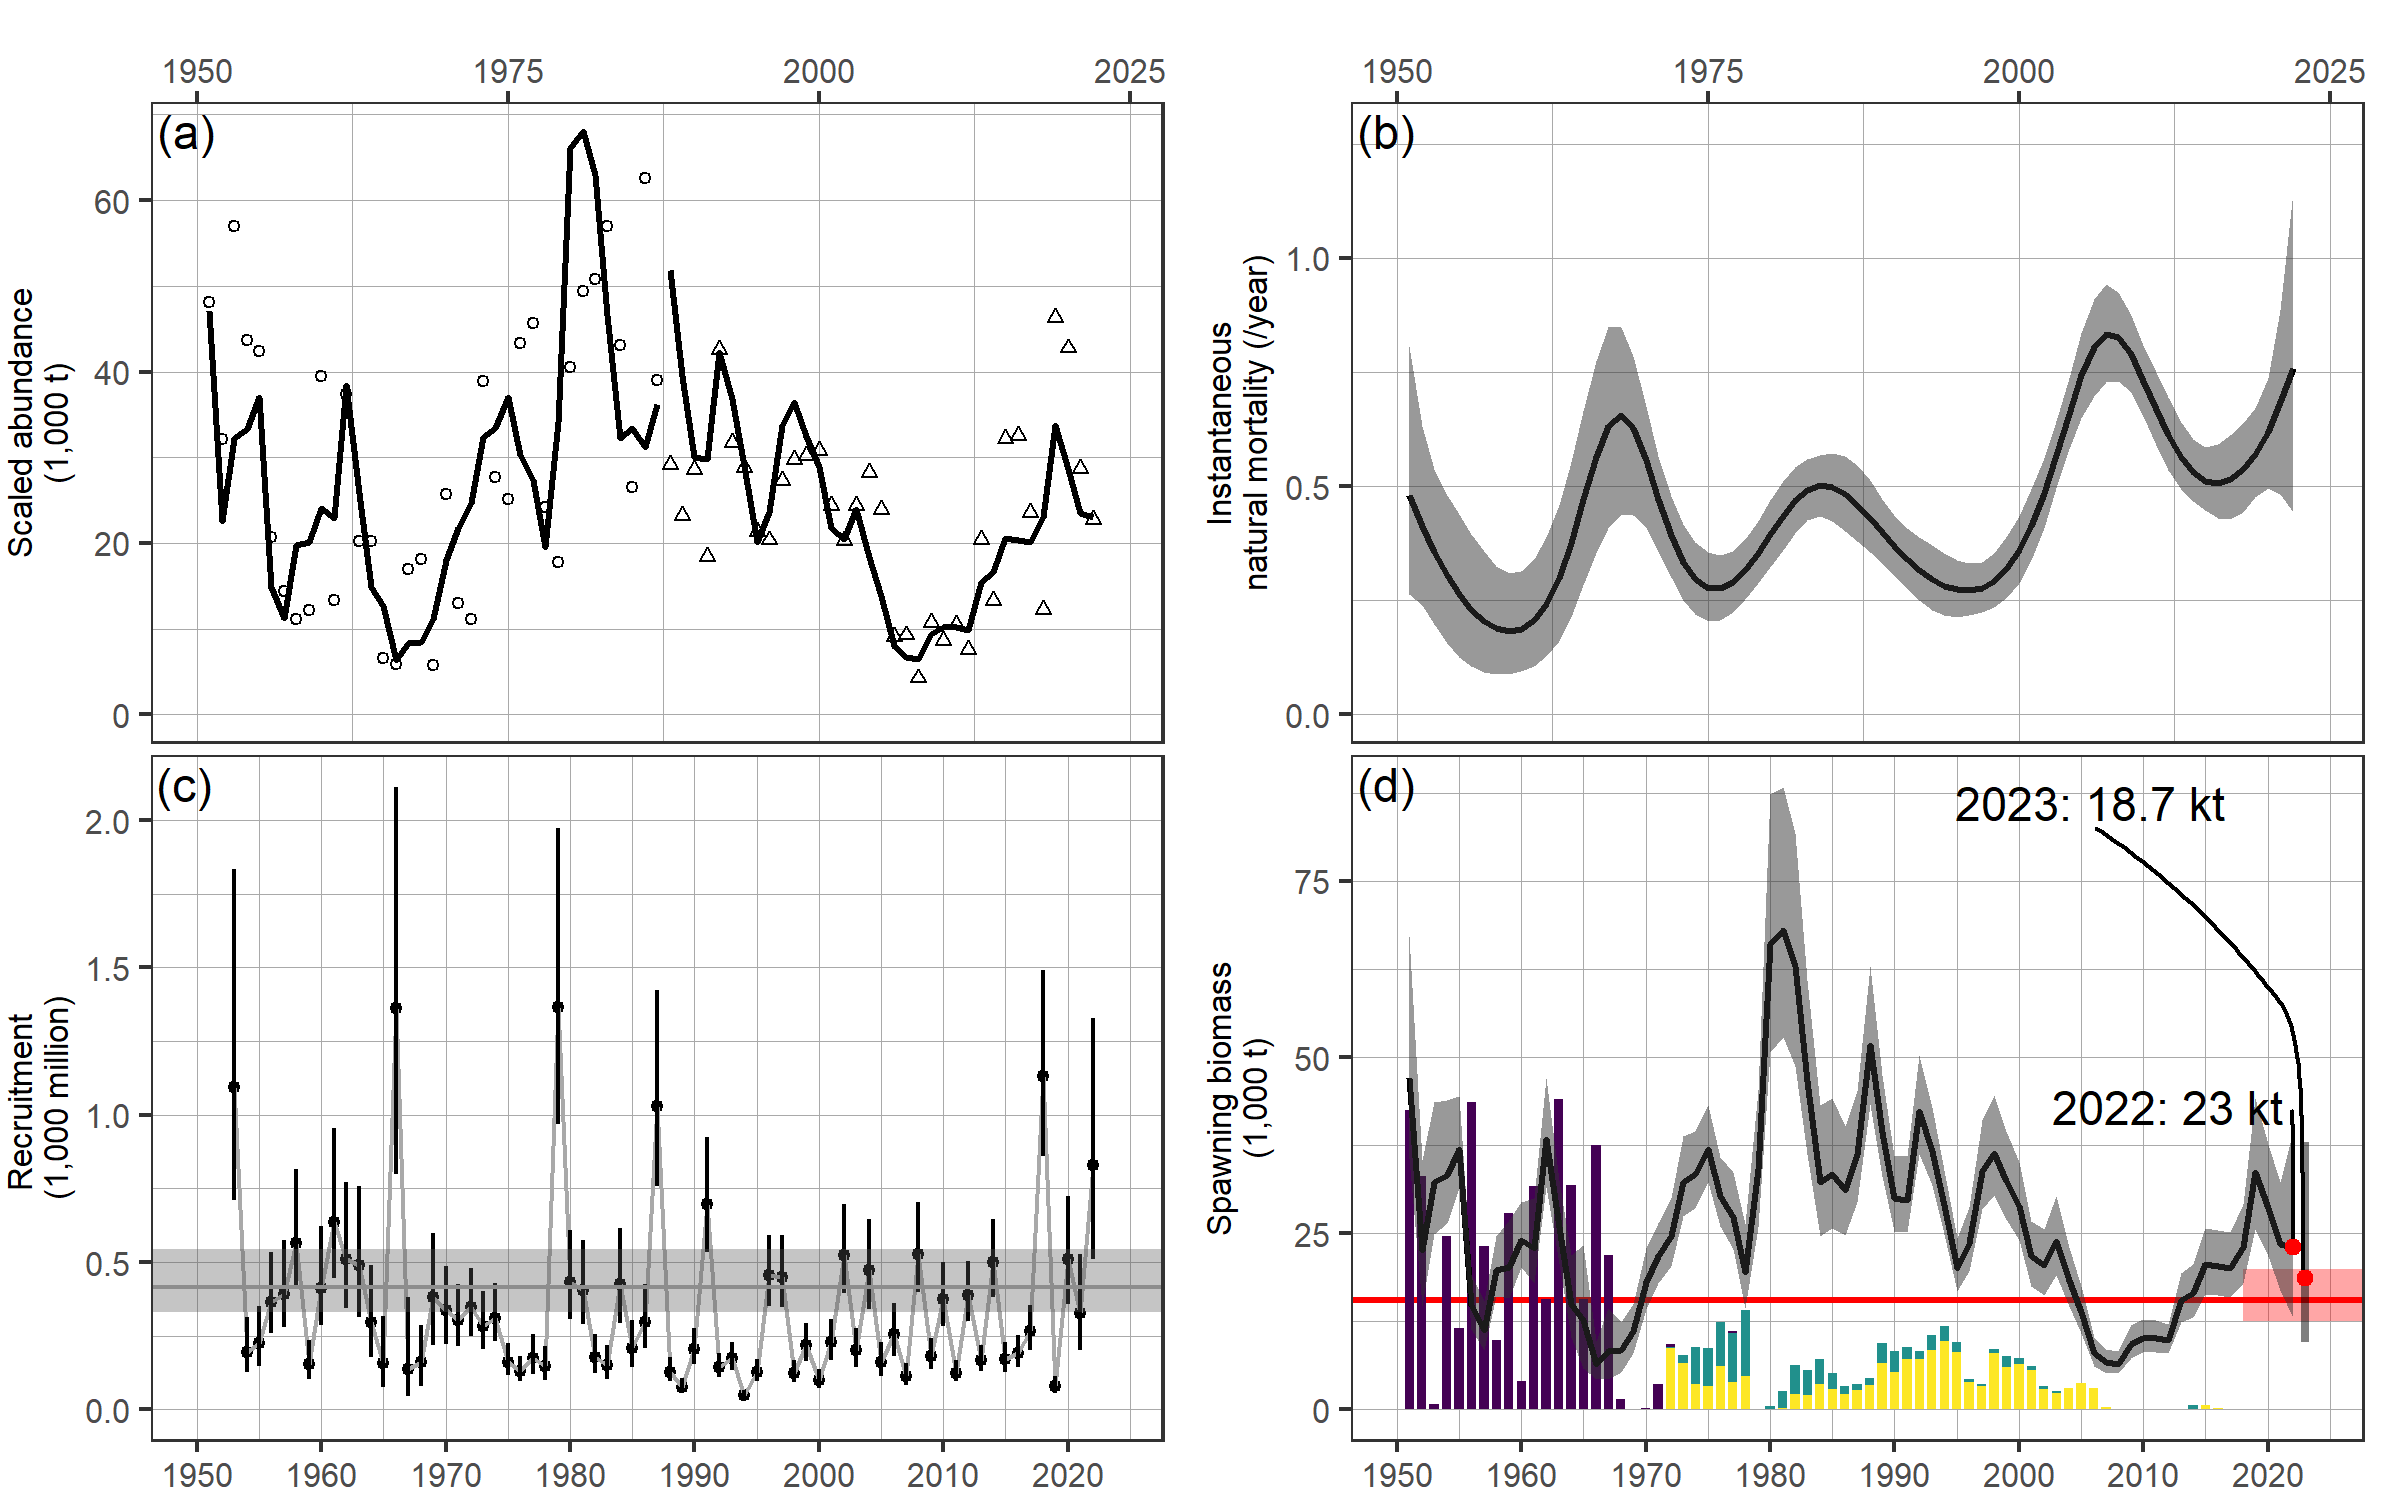 1950 1975 2000 2025
(a)
60
40
20
0
Scaled abundance
(1,000 t)
1950 1975 2000 2025
(b)
1.0
0.5
0.0
Instantaneous
natural mortality (/year)
(c)
2.0
1.5
1.0
0.5
0.0
Recruitment
(1,000 million)
1950 1960 1970 1980 1990 2000 2010 2020
(d)
2023: 18.7 kt
2022: 23 kt
75
50
25
0
Spawning biomass
(1,000 t)
1950 1960 1970 1980 1990 2000 2010 2020